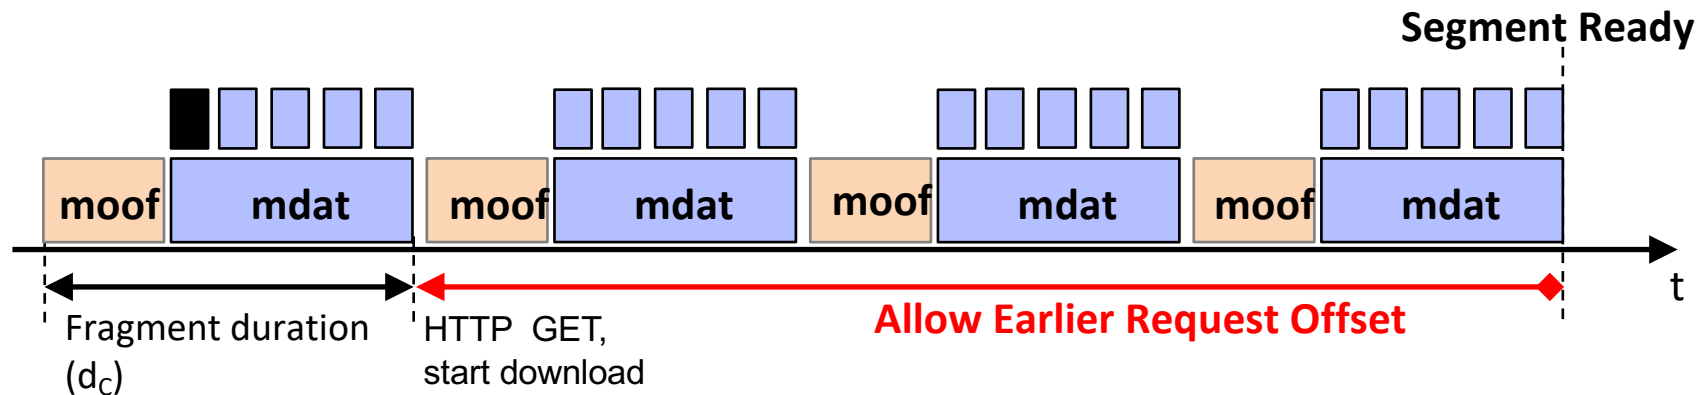 Segment Ready
moof mdat moof mdat moof mdat moof mdat
t
Fragment duration
(dc)
HTTP GET,
start download
Allow Earlier Request Offset